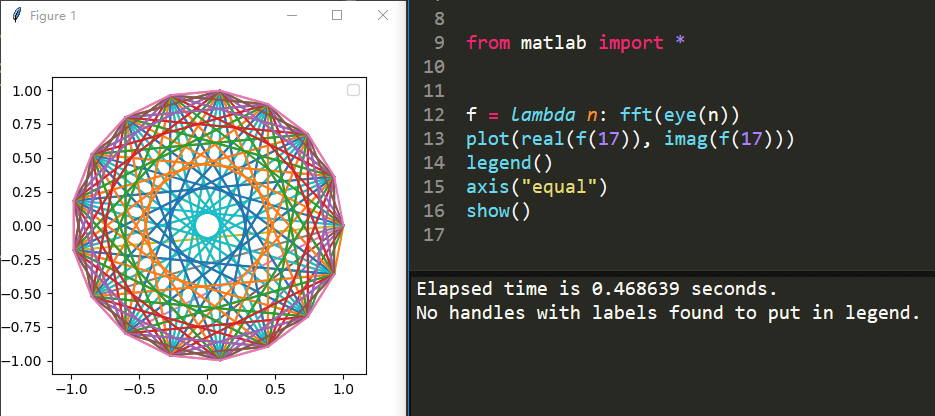 Figure 1
1.00
0.75
0.50
0.25
0.00
−0.25
−0.50
−0.75
−1.00
−1.0 −0.5 0.0 0.5 1.0
8
9 from matlab import *
10
11
12 f = lambda n: fft(eye(n))
13 plot(real(f(17)), imag(f(17)))
14 legend()
15 axis("equal")
16 show()
17
Elapsed time is 0.468639 seconds.
No handles with labels found to put in legend.